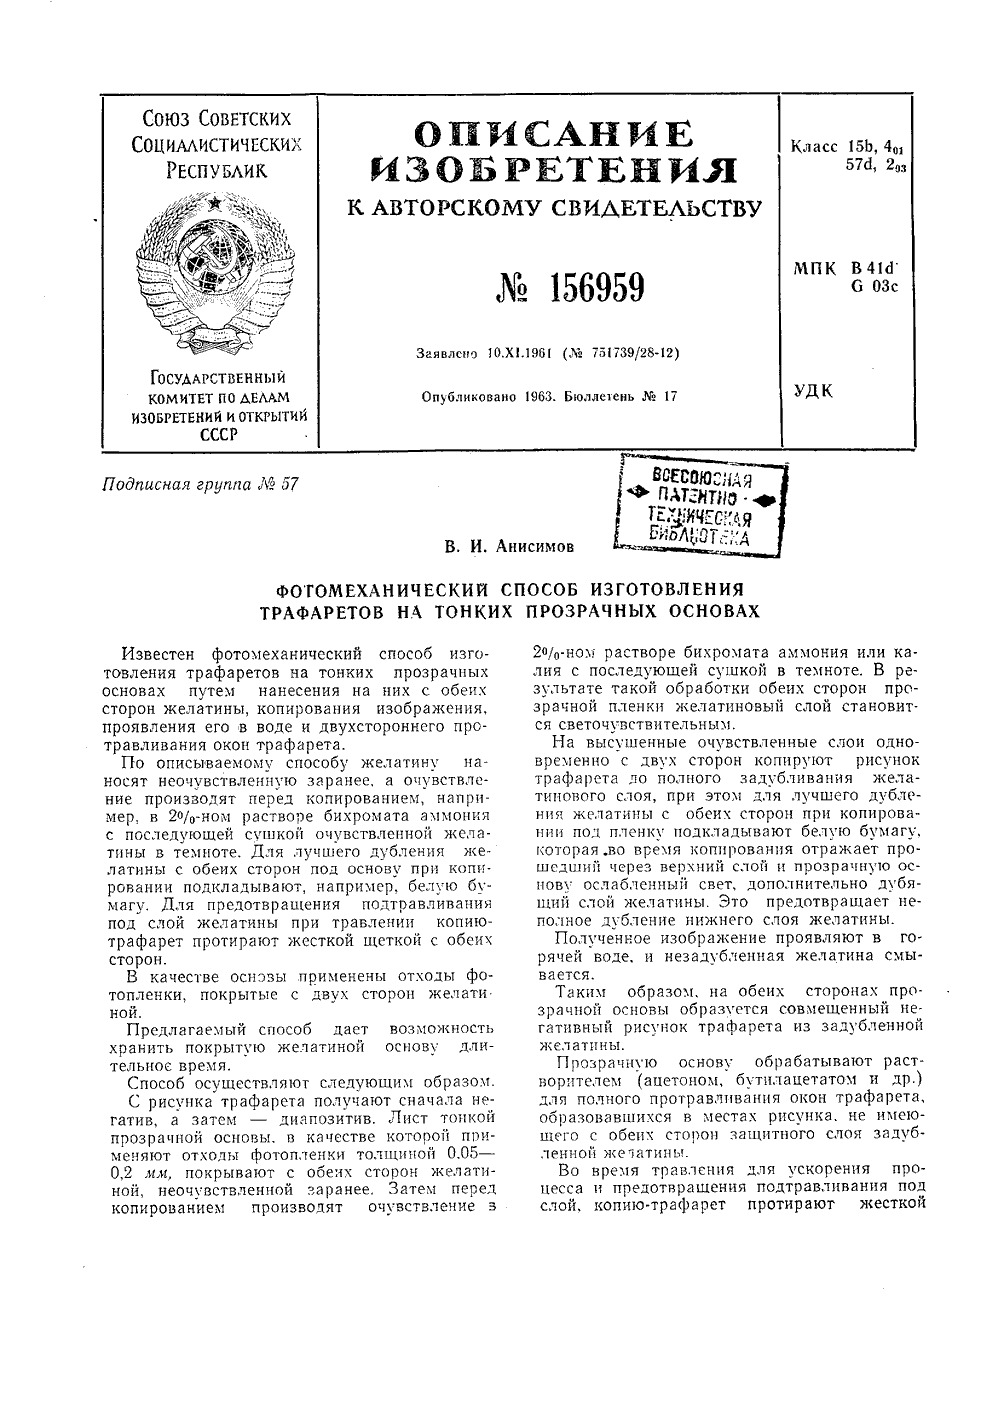 Союз Советских
Социалистических
Республик
Государственный
комитет по делам
изобретений и открытий
СССР
ОПИСАНИЕ
ИЗОБРЕТЕНИЯ
К АВТОРСКОМУ СВИДЕТЕЛЬСТВУ
№ 156959
Заявлено 10.XI.1961 (№ 751739/28-12)
Опубликовано 1963. Бюллетень № 17
Класс 15b, 4₀₁
57d, 2₀₃
МПК B 41d
G 03c
УДК
Подписная группа № 57
ВСЕСОЮЗНАЯ
ПАТЕНТНО-
ТЕХНИЧЕСКАЯ
БИБЛИОТЕКА
В. И. Анисимов
ФОТОМЕХАНИЧЕСКИЙ СПОСОБ ИЗГОТОВЛЕНИЯ
ТРАФАРЕТОВ НА ТОНКИХ ПРОЗРАЧНЫХ ОСНОВАХ
Известен фотомеханический способ изго-
товления трафаретов на тонких прозрачных
основах путем нанесения на них с обеих
сторон желатины, копирования изображения,
проявления его в воде и двухстороннего про-
травливания окон трафарета.
По описываемому способу желатину на-
носят неочувствленную заранее, а очувствле-
ние производят перед копированием, напри-
мер, в 2%-ном растворе бихромата аммония
с последующей сушкой очувствленной жела-
тины в темноте. Для лучшего дубления же-
латины с обеих сторон под основу при копи-
ровании подкладывают, например, белую бу-
магу. Для предотвращения подтравливания
под слой желатины при травлении копию-
трафарет протирают жесткой щеткой с обеих
сторон.
В качестве основы применены отходы фо-
топленки, покрытые с двух сторон желати-
ной.
Предлагаемый способ дает возможность
хранить покрытую желатиной основу дли-
тельное время.
Способ осуществляют следующим образом.
С рисунка трафарета получают сначала не-
гатив, а затем — диапозитив. Лист тонкой
прозрачной основы, в качестве которой при-
меняют отходы фотопленки толщиной 0,05—
0,2 мм, покрывают с обеих сторон желати-
ной, неочувствленной заранее. Затем перед
копированием производят очувствление в
2%-ном растворе бихромата аммония или ка-
лия с последующей сушкой в темноте. В ре-
зультате такой обработки обеих сторон про-
зрачной пленки желатиновый слой становит-
ся светочувствительным.
На высушенные очувствленные слои одно-
временно с двух сторон копируют рисунок
трафарета до полного задубливания жела-
тинового слоя, при этом для лучшего дубле-
ния желатины с обеих сторон при копирова-
нии под пленку подкладывают белую бумагу,
которая во время копирования отражает про-
шедший через верхний слой и прозрачную ос-
нову ослабленный свет, дополнительно дубя-
щий слой желатины. Это предотвращает не-
полное дубление нижнего слоя желатины.
Полученное изображение проявляют в го-
рячей воде, и незадубленная желатина смы-
вается.
Таким образом, на обеих сторонах про-
зрачной основы образуется совмещенный не-
гативный рисунок трафарета из задубленной
желатины.
Прозрачную основу обрабатывают раст-
ворителем (ацетоном, бутилацетатом и др.)
для полного протравливания окон трафарета,
образовавшихся в местах рисунка, не имею-
щего с обеих сторон защитного слоя задуб-
ленной желатины.
Во время травления для ускорения про-
цесса и предотвращения подтравливания под
слой, копию-трафарет протирают жесткой